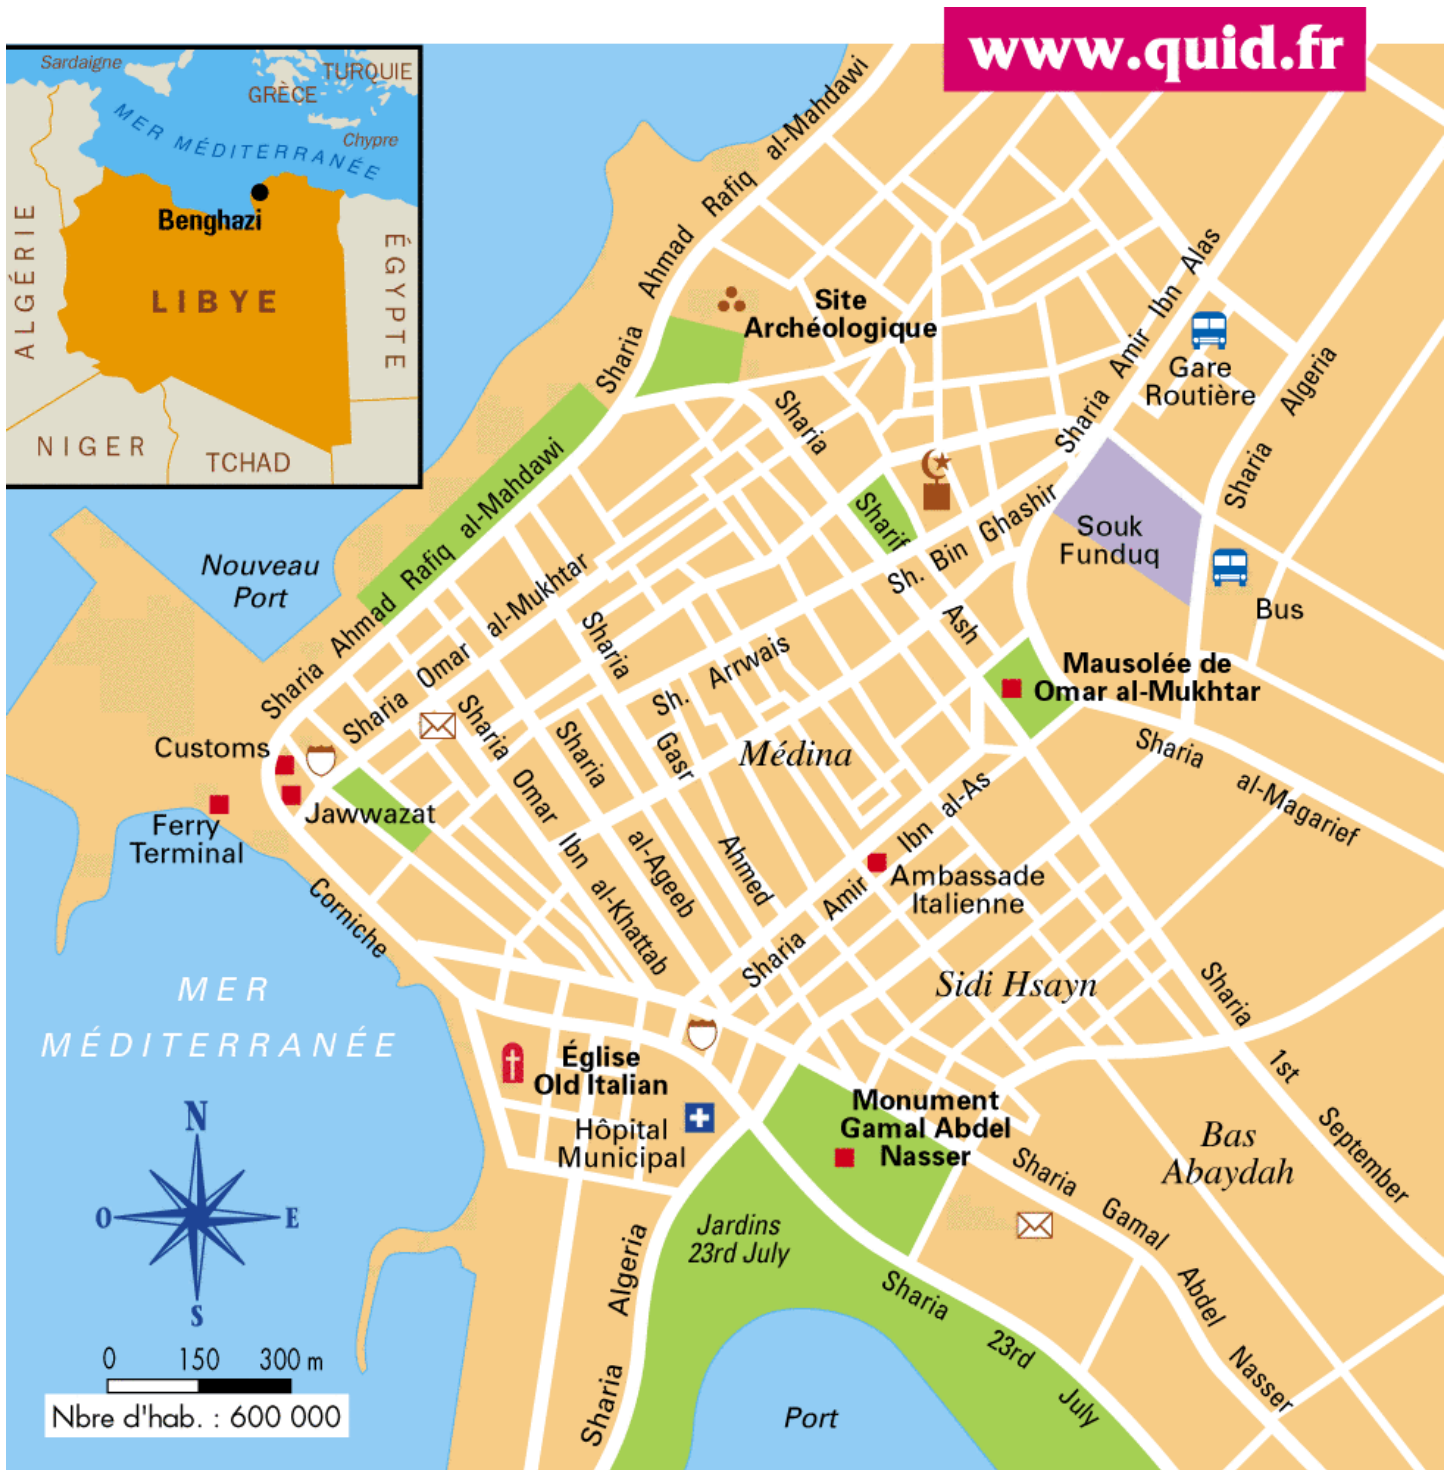 www.quid.fr
Sardaigne
TURQUIE
GRÈCE
Chypre
MER MÉDITERRANÉE
Benghazi
ALGÉRIE
LIBYE
ÉGYPTE
NIGER
TCHAD
Sharia Ahmad Rafiq al-Mahdawi
Site
Archéologique
Sharia Amir Ibn Alas
Gare
Routière
Sharia Algeria
Sharia
Sharif
Ash
Sh. Bin Ghashir
Souk
Funduq
Bus
Nouveau
Port
Sharia Ahmad Rafiq al-Mahdawi
Sharia Omar al-Mukhtar
Sharia
Gasr
Ahmed
Sh. Arrwais
Mausolée de
Omar al-Mukhtar
Sharia al-Magarief
Customs
Jawwazat
Ferry
Terminal
Corniche
Sharia Omar Ibn al-Khattab
Sharia al-Ageeb
Médina
Sharia Amir Ibn al-As
Ambassade
Italienne
Sidi Hsayn
Sharia 1st September
MER
MÉDITERRANÉE
Église
Old Italian
Hôpital
Municipal
Monument
Gamal Abdel
Nasser
Bas
Abaydah
Sharia Gamal Abdel Nasser
Jardins
23rd July
Sharia Algeria
Sharia 23rd July
Port
N
O
E
S
0 150 300 m
Nbre d'hab. : 600 000